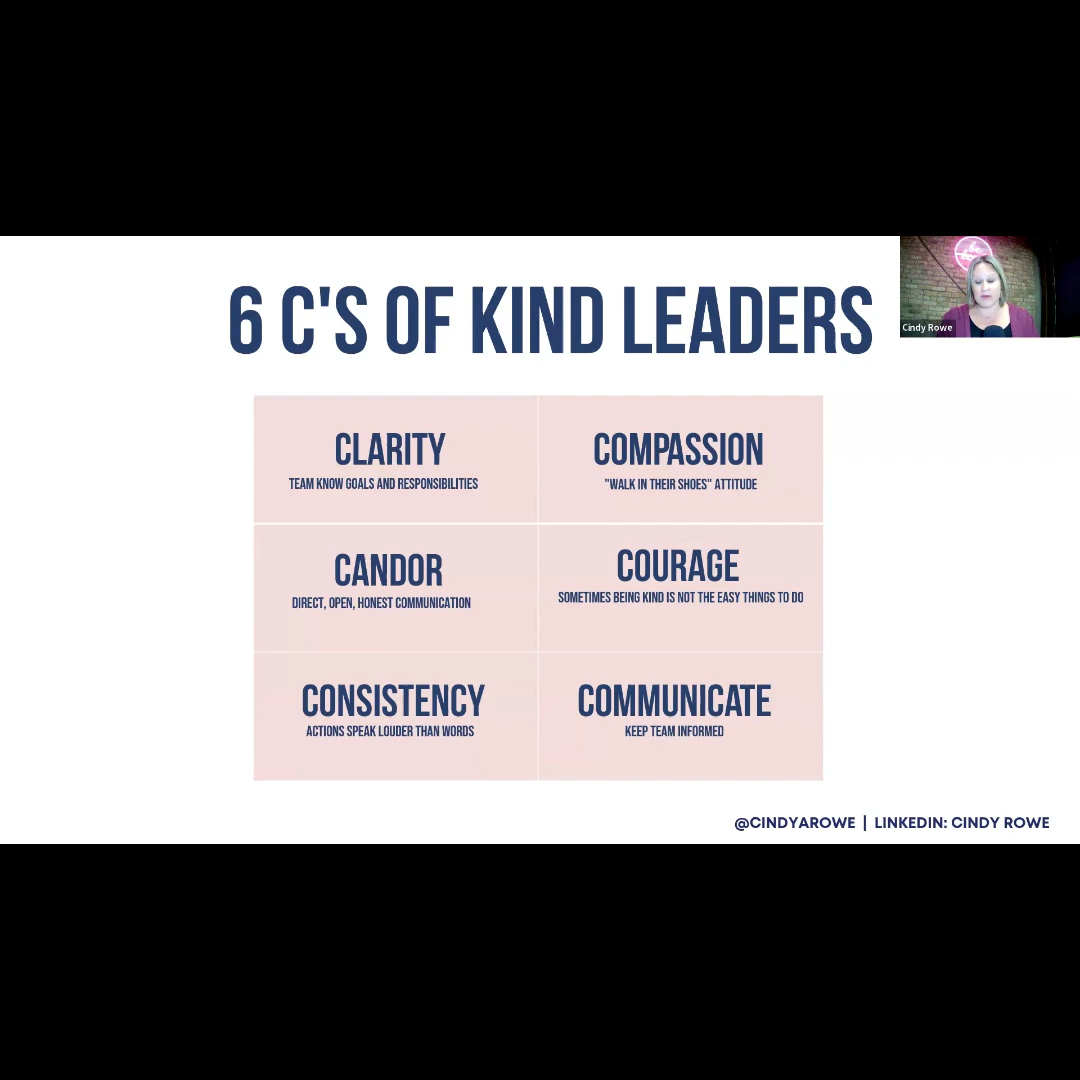 6 C'S OF KIND LEADERS
Cindy Rowe
CLARITY
TEAM KNOW GOALS AND RESPONSIBILITIES
COMPASSION
"WALK IN THEIR SHOES" ATTITUDE
CANDOR
DIRECT, OPEN, HONEST COMMUNICATION
COURAGE
SOMETIMES BEING KIND IS NOT THE EASY THINGS TO DO
CONSISTENCY
ACTIONS SPEAK LOUDER THAN WORDS
COMMUNICATE
KEEP TEAM INFORMED
@CINDYAROWE | LINKEDIN: CINDY ROWE